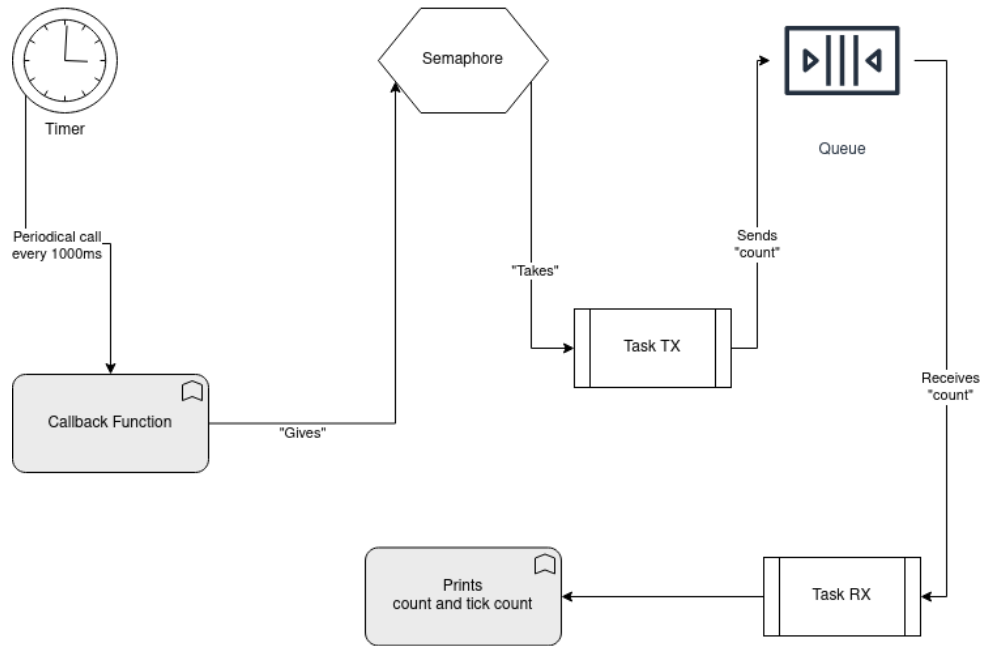 Semaphore
Timer
Queue
Periodical call
every 1000ms
Sends
"count"
"Takes"
Task TX
Receives
"count"
Callback Function
"Gives"
Prints
count and tick count
Task RX